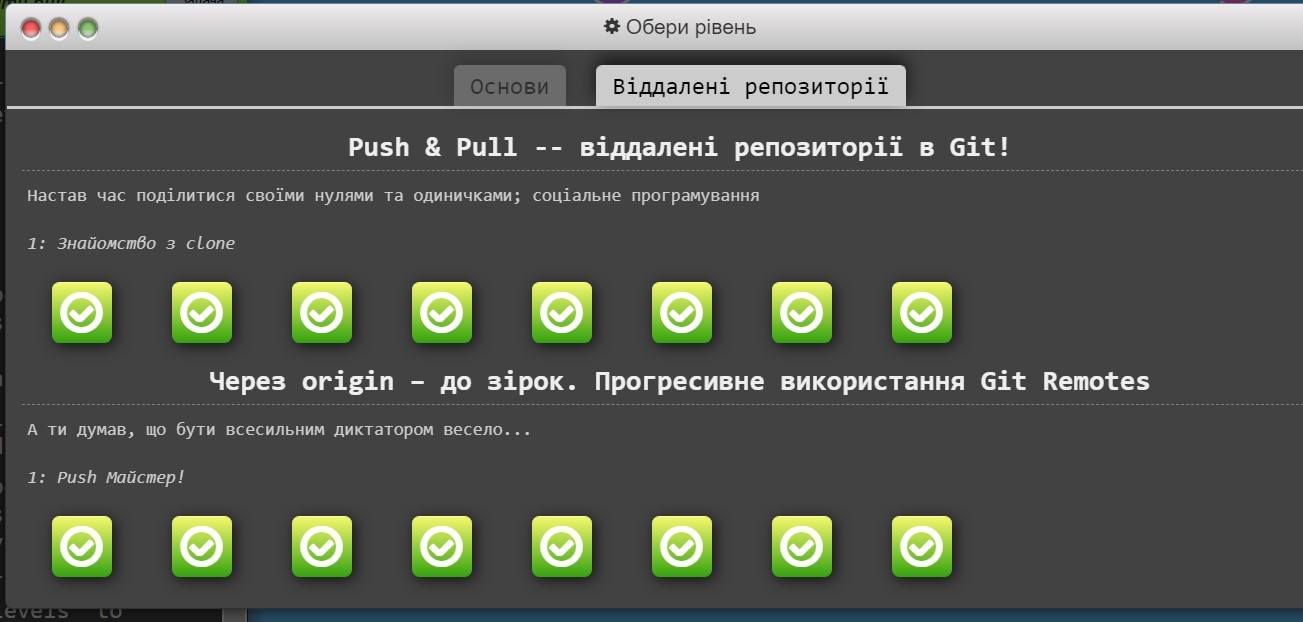 Обери рівень
Основи
Віддалені репозиторії
Push & Pull -- віддалені репозиторії в Git!
Настав час поділитися своїми нулями та одиничками; соціальне програмування
1: Знайомство з clone
Через origin – до зірок. Прогресивне використання Git Remotes
А ти думав, що бути всесильним диктатором весело...
1: Push Майстер!
levels to